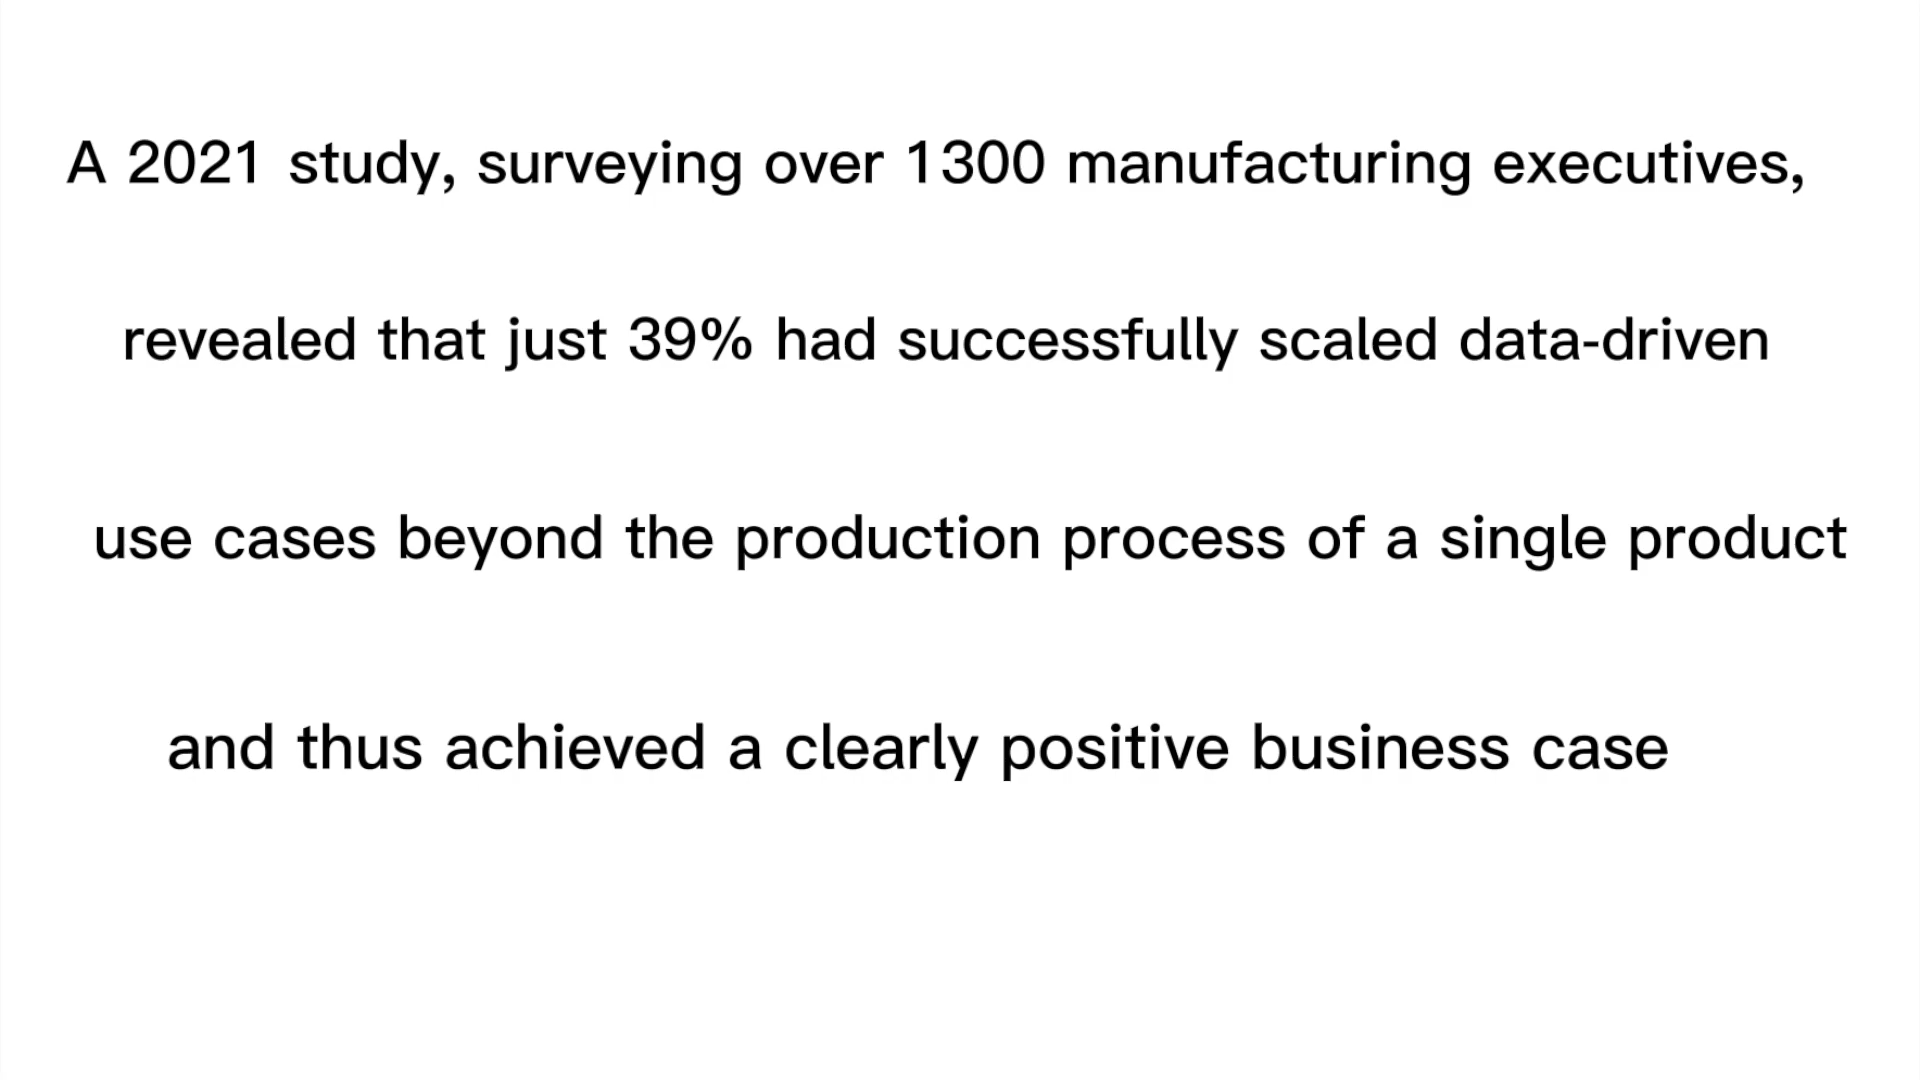 A 2021 study, surveying over 1300 manufacturing executives,
revealed that just 39% had successfully scaled data-driven
use cases beyond the production process of a single product
and thus achieved a clearly positive business case